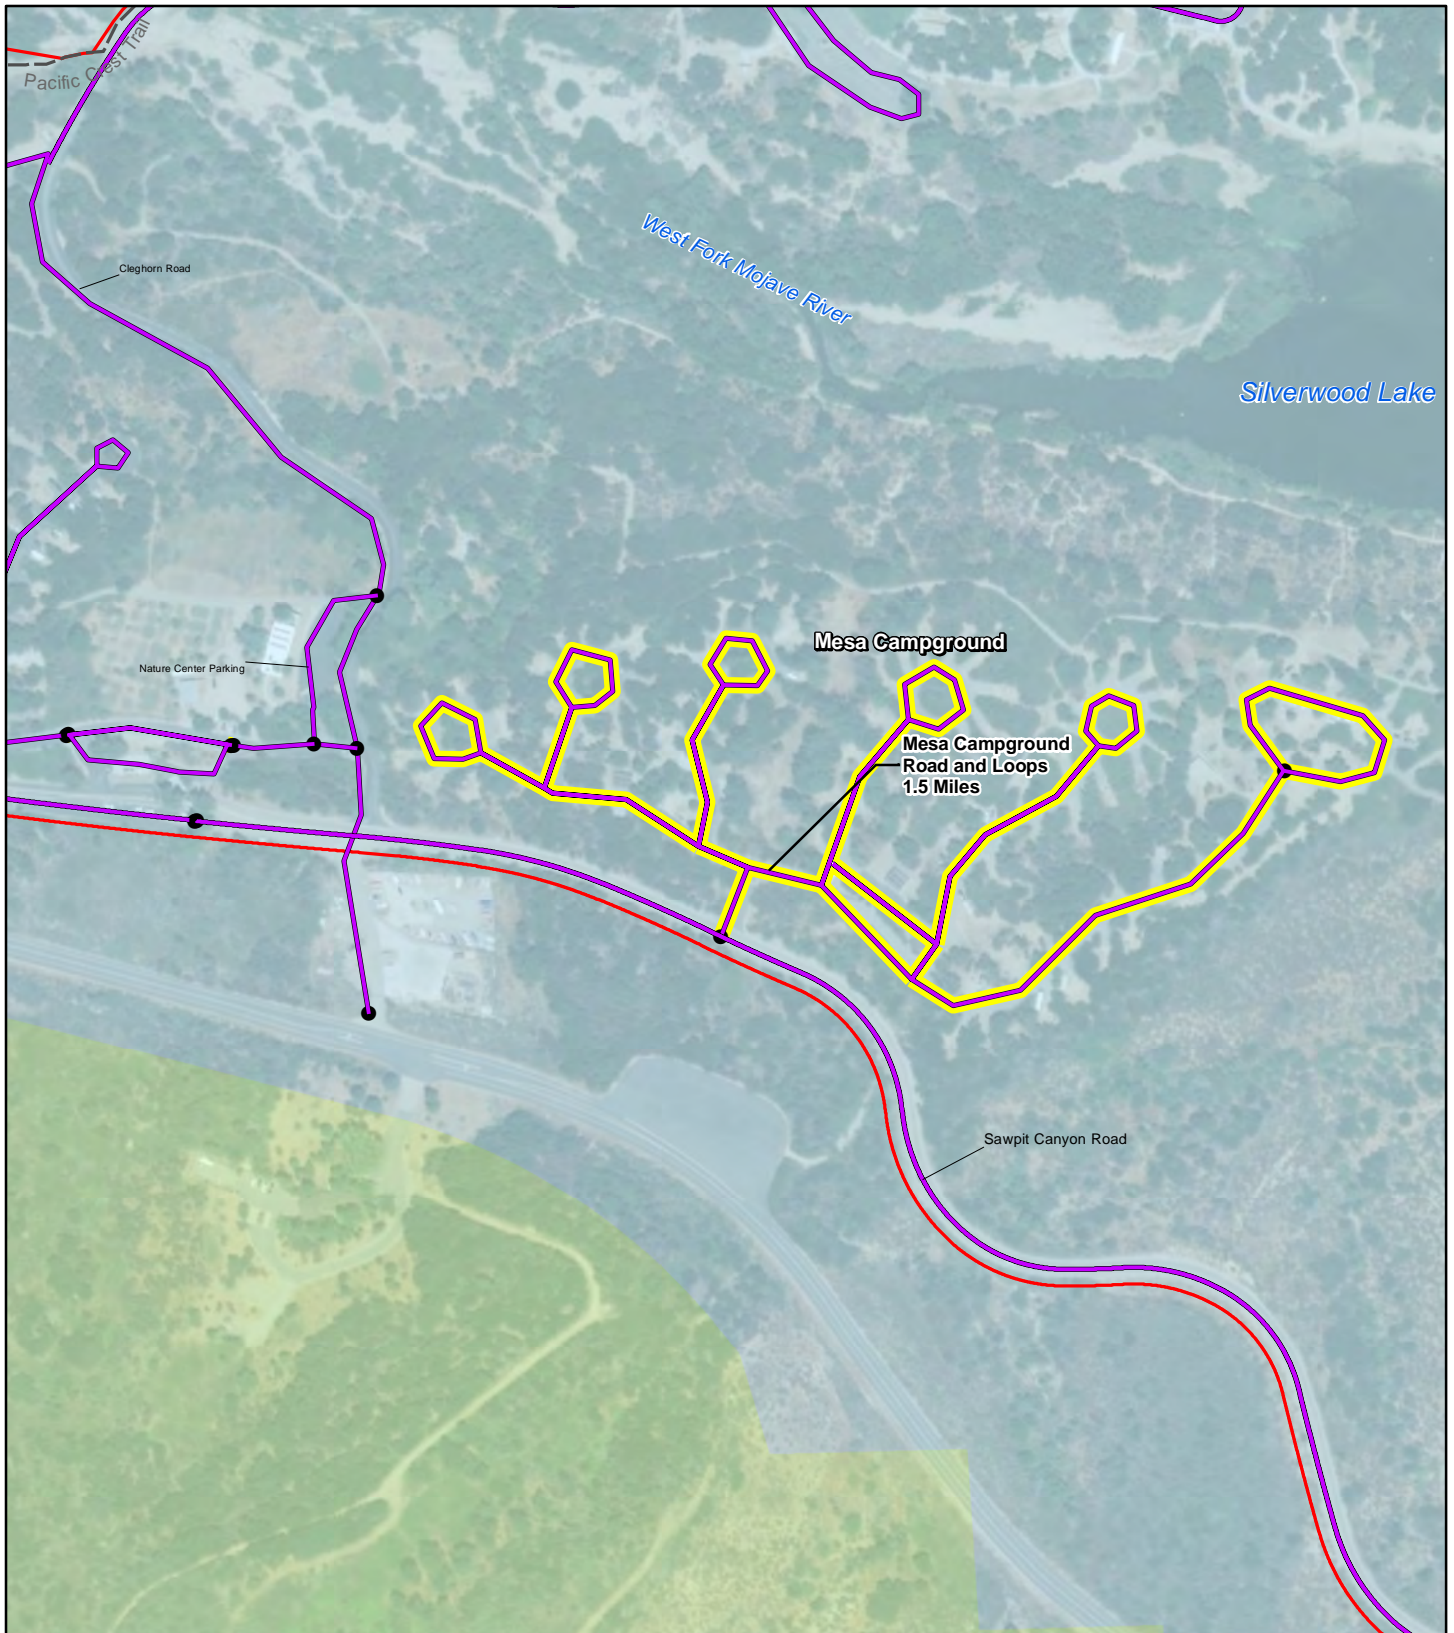 Pacific Crest Trail
West Fork Mojave River
Cleghorn Road
Silverwood Lake
Mesa Campground
Nature Center Parking
Mesa Campground
Road and Loops
1.5 Miles
Sawpit Canyon Road